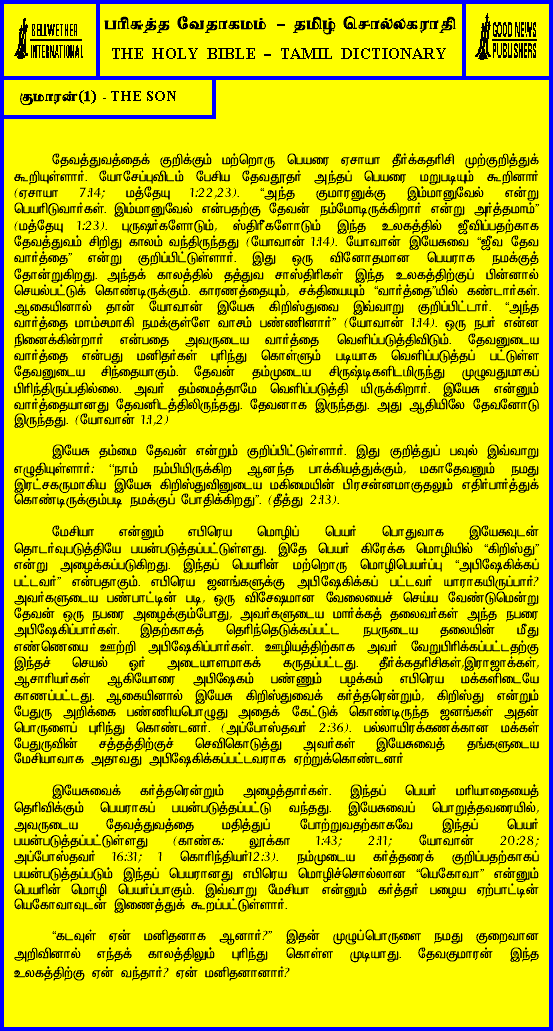 BELLWETHER
INTERNATIONAL
பரிசுத்த வேதாகமம் – தமிழ் சொல்லகராதி
THE HOLY BIBLE – TAMIL DICTIONARY
GOOD NEWS
PUBLISHERS
குமாரன்(1) - THE SON
தேவத்துவத்தைக் குறிக்கும் மற்றொரு பெயரை ஏசாயா தீர்க்கதரிசி முற்குறித்துக்
கூறியுள்ளார். யோசேப்புவிடம் பேசிய தேவதூதர் அந்தப் பெயரை மறுபடியும் கூறினார்
(ஏசாயா 7:14; மத்தேயு 1:22,23). “அந்த குமாரனுக்கு இம்மானுவேல் என்று
பெயரிடுவார்கள். இம்மானுவேல் என்பதற்கு தேவன் நம்மோடிருக்கிறார் என்று அர்த்தமாம்”
(மத்தேயு 1:23). புருஷர்களோடும், ஸ்திரீகளோடும் இந்த உலகத்தில் ஜீவிப்பதற்காக
தேவத்துவம் சிறிது காலம் வந்திருந்தது (யோவான் 1:14). யோவான் இயேசுவை “ஜீவ தேவ
வார்த்தை” என்று குறிப்பிட்டுள்ளார். இது ஒரு வினோதமான பெயராக நமக்குத்
தோன்றுகிறது. அந்தக் காலத்தில் தத்துவ சாஸ்திரிகள் இந்த உலகத்திற்குப் பின்னால்
செயல்பட்டுக் கொண்டிருக்கும். காரணத்தையும், சக்தியையும் “வார்த்தை”யில் கண்டார்கள்.
ஆகையினால் தான் யோவான் இயேசு கிறிஸ்துவை இவ்வாறு குறிப்பிட்டார். “அந்த
வார்த்தை மாம்சமாகி நமக்குள்ளே வாசம் பண்ணினார்” (யோவான் 1:14). ஒரு நபர் என்ன
நினைக்கின்றார் என்பதை அவருடைய வார்த்தை வெளிப்படுத்திவிடும். தேவனுடைய
வார்த்தை என்பது மனிதர்கள் புரிந்து கொள்ளும் படியாக வெளிப்படுத்தப் பட்டுள்ள
தேவனுடைய சிந்தையாகும். தேவன் தம்முடைய சிருஷ்டிகளிடமிருந்து முழுவதுமாகப்
பிரிந்திருப்பதில்லை. அவர் தம்மைத்தாமே வெளிப்படுத்தி யிருக்கிறார். இயேசு என்னும்
வார்த்தையானது தேவனிடத்திலிருந்தது. தேவனாக இருந்தது. அது ஆதியிலே தேவனோடு
இருந்தது. (யோவான் 1:1,2)
இயேசு தம்மை தேவன் என்றும் குறிப்பிட்டுள்ளார். இது குறித்துப் பவுல் இவ்வாறு
எழுதியுள்ளார்: “நாம் நம்பியிருக்கிற ஆனந்த பாக்கியத்துக்கும், மகாதேவனும் நமது
இரட்சகருமாகிய இயேசு கிறிஸ்துவினுடைய மகிமையின் பிரசன்னமாகுதலும் எதிர்பார்த்துக்
கொண்டிருக்கும்படி நமக்குப் போதிக்கிறது”. (தீத்து 2:13).
மேசியா என்னும் எபிரெய மொழிப் பெயர் பொதுவாக இயேசுவுடன்
தொடர்வுபடுத்தியே பயன்படுத்தப்பட்டுள்ளது. இதே பெயர் கிரேக்க மொழியில் “கிறிஸ்து”
என்று அழைக்கப்படுகிறது. இந்தப் பெயரின் மற்றொரு மொழிபெயர்ப்பு “அபிஷேகிக்கப்
பட்டவர்” என்பதாகும். எபிரெய ஜனங்களுக்கு அபிஷேகிக்கப் பட்டவர் யாராகயிருப்பார்?
அவர்களுடைய பண்பாட்டின் படி, ஒரு விசேஷமான வேலையைச் செய்ய வேண்டுமென்று
தேவன் ஒரு நபரை அழைக்கும்போது, அவர்களுடைய மார்க்கத் தலைவர்கள் அந்த நபரை
அபிஷேகிப்பார்கள். இதற்காகத் தெரிந்தெடுக்கப்பட்ட நபருடைய தலையின் மீது
எண்ணெயை ஊற்றி அபிஷேகிப்பார்கள். ஊழியத்திற்காக அவர் வேறுபிரிக்கப்பட்டதற்கு
இந்தச் செயல் ஓர் அடையாளமாகக் கருதப்பட்டது. தீர்க்கதரிசிகள்,இராஜாக்கள்,
ஆசாரியர்கள் ஆகியோரை அபிஷேகம் பண்ணும் பழக்கம் எபிரெய மக்களிடையே
காணப்பட்டது. ஆகையினால் இயேசு கிறிஸ்துவைக் கர்த்தரென்றும், கிறிஸ்து என்றும்
பேதுரு அறிக்கை பண்ணியபொழுது அதைக் கேட்டுக் கொண்டிருந்த ஜனங்கள் அதன்
பொருளைப் புரிந்து கொண்டனர். (அப்போஸ்தவர் 2:36). பல்லாயிரக்கணக்கான மக்கள்
பேதுருவின் சத்தத்திற்குச் செவிகொடுத்து அவர்கள் இயேசுவைத் தங்களுடைய
மேசியாவாக அதாவது அபிஷேகிக்கப்பட்டவராக ஏற்றுக்கொண்டனர்
இயேசுவைக் கர்த்தரென்றும் அழைத்தார்கள். இந்தப் பெயர் மரியாதையைத்
தெரிவிக்கும் பெயராகப் பயன்படுத்தப்பட்டு வந்தது. இயேசுவைப் பொறுத்தவரையில்,
அவருடைய தேவத்துவத்தை மதித்துப் போற்றுவதற்காகவே இந்தப் பெயர்
பயன்படுத்தப்பட்டுள்ளது (காண்க: லூக்கா 1:43; 2:11; யோவான் 20:28;
அப்போஸ்தவர் 16:31; 1 கொரிந்தியர்12:3). நம்முடைய கர்த்தரைக் குறிப்பதற்காகப்
பயன்படுத்தப்படும் இந்தப் பெயரானது எபிரெய மொழிச்சொல்லான “யெகோவா” என்னும்
பெயரின் மொழி பெயர்ப்பாகும். இவ்வாறு மேசியா என்னும் கர்த்தர் பழைய ஏற்பாட்டின்
யெகோவாவுடன் இணைத்துக் கூறப்பட்டுள்ளார்.
“கடவுள் ஏன் மனிதனாக ஆனார்?” இதன் முழுப்பொருளை நமது குறைவான
அறிவினால் எந்தக் காலத்திலும் புரிந்து கொள்ள முடியாது. தேவகுமாரன் இந்த
உலகத்திற்கு ஏன் வந்தார்? ஏன் மனிதனானார்?